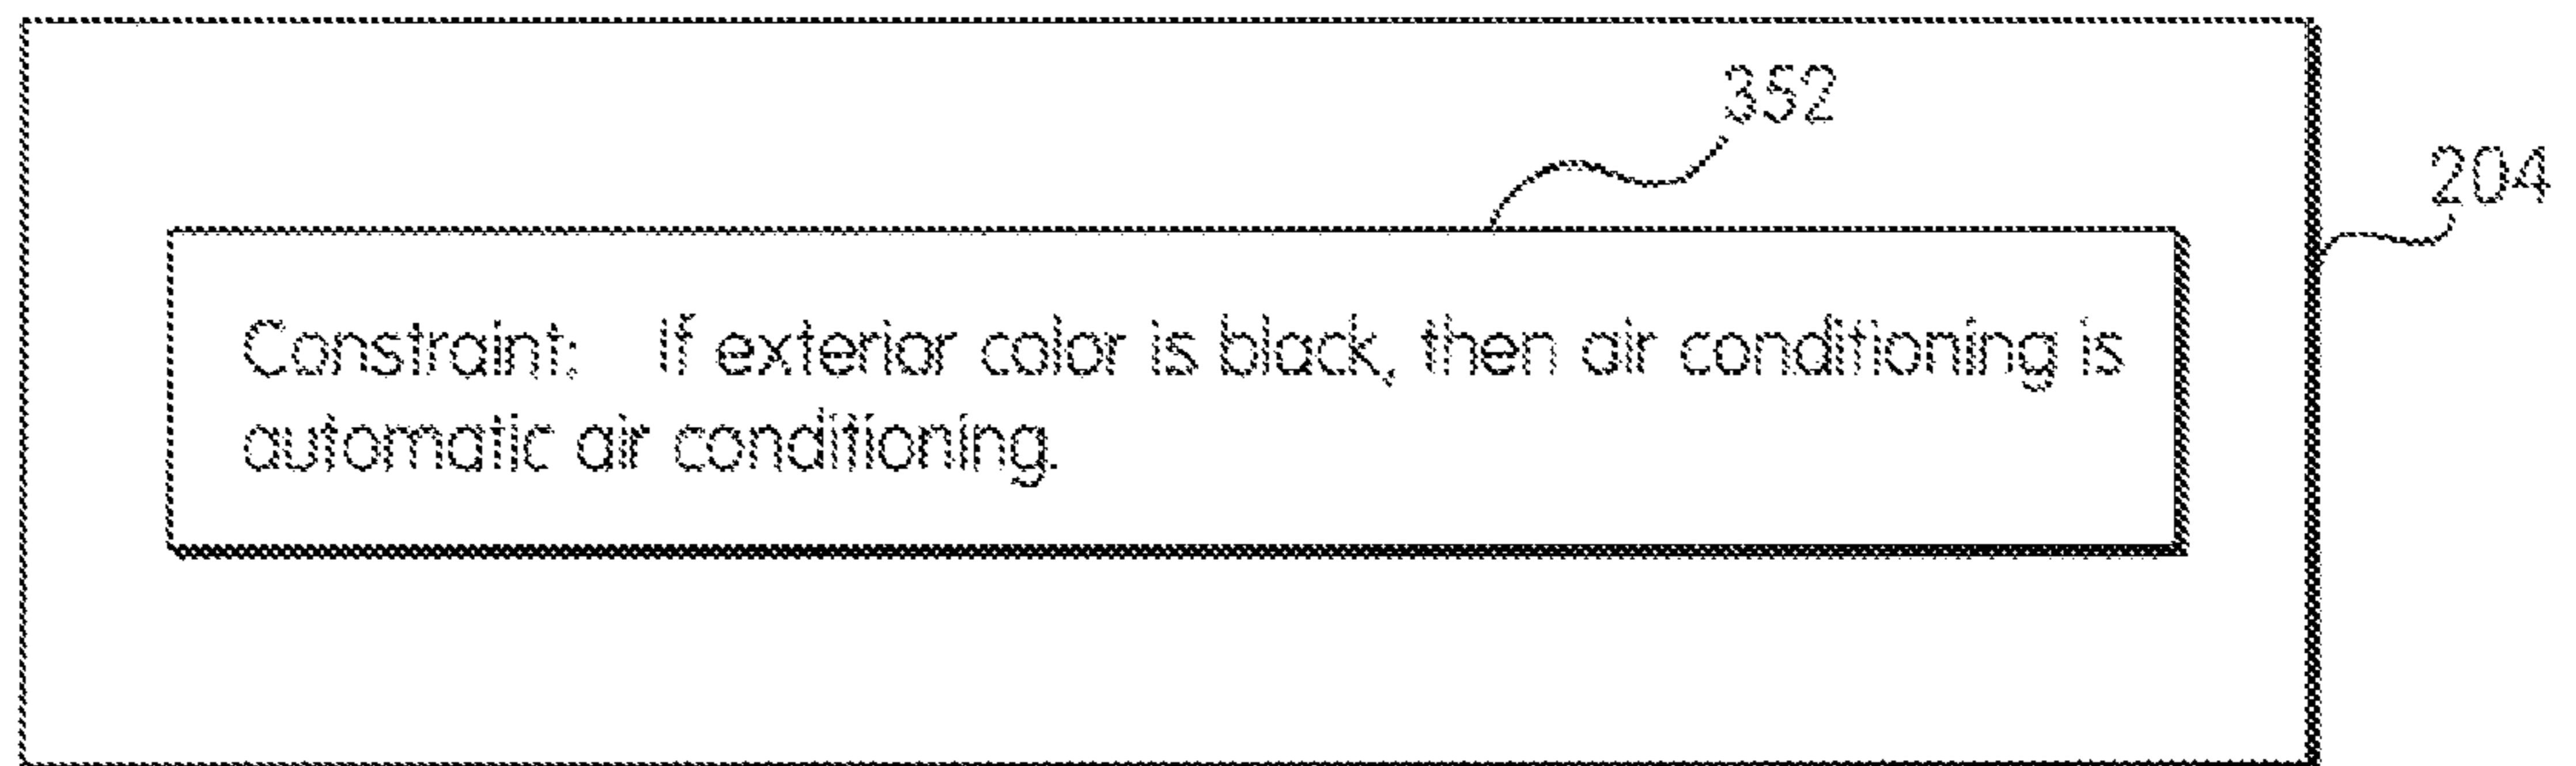 352
204
Constraint: If exterior color is black, then air conditioning is
automatic air conditioning.